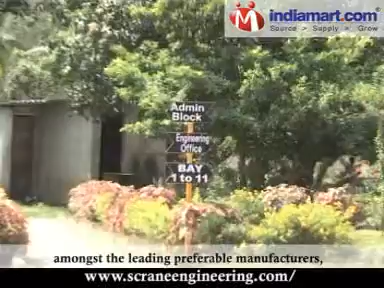 indiamart.com
Source > Supply > Grow
Admin
Block
Engineering
Office
BAY
1 to 11
amongst the leading preferable manufacturers,
www.scraneengineering.com/